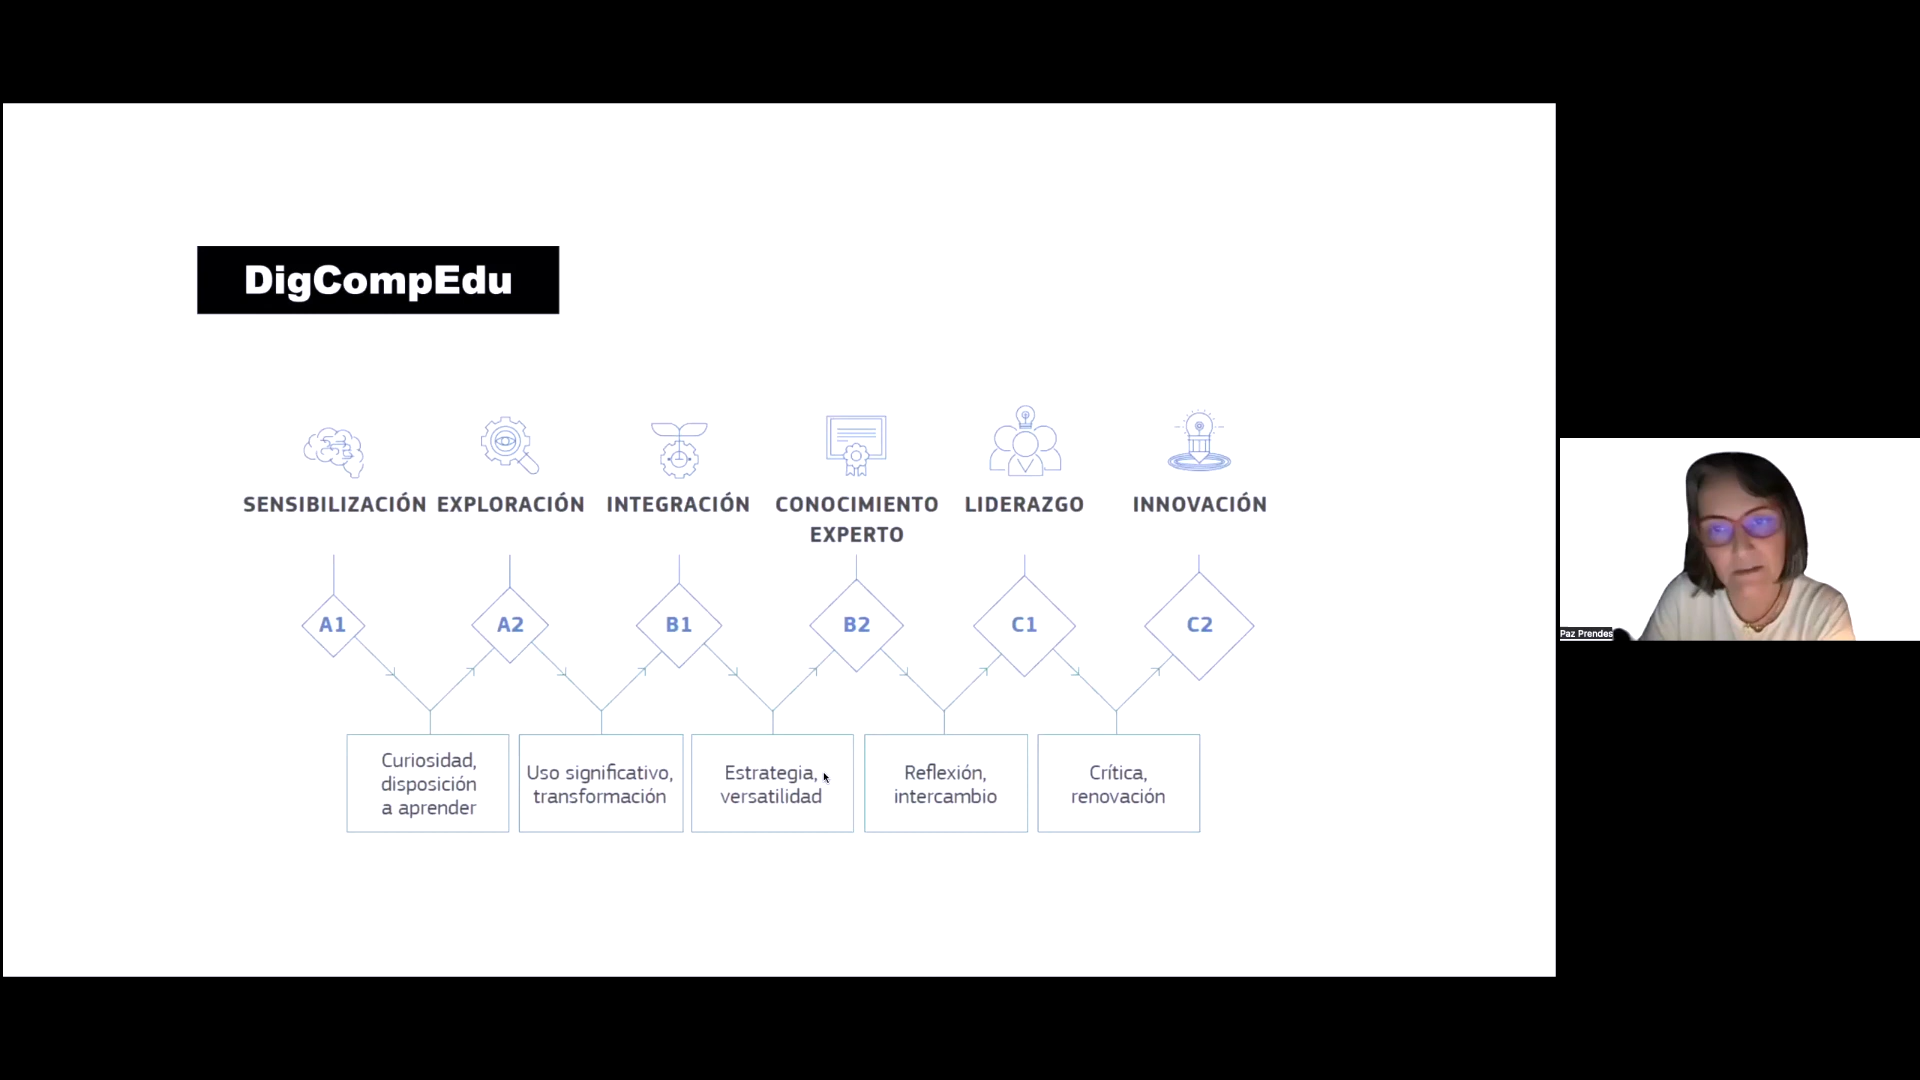 DigCompEdu
SENSIBILIZACIÓN EXPLORACIÓN INTEGRACIÓN CONOCIMIENTO EXPERTO LIDERAZGO INNOVACIÓN
A1 A2 B1 B2 C1 C2
Curiosidad,
disposición
a aprender
Uso significativo,
transformación
Estrategia,
versatilidad
Reflexión,
intercambio
Crítica,
renovación
Paz Prendes